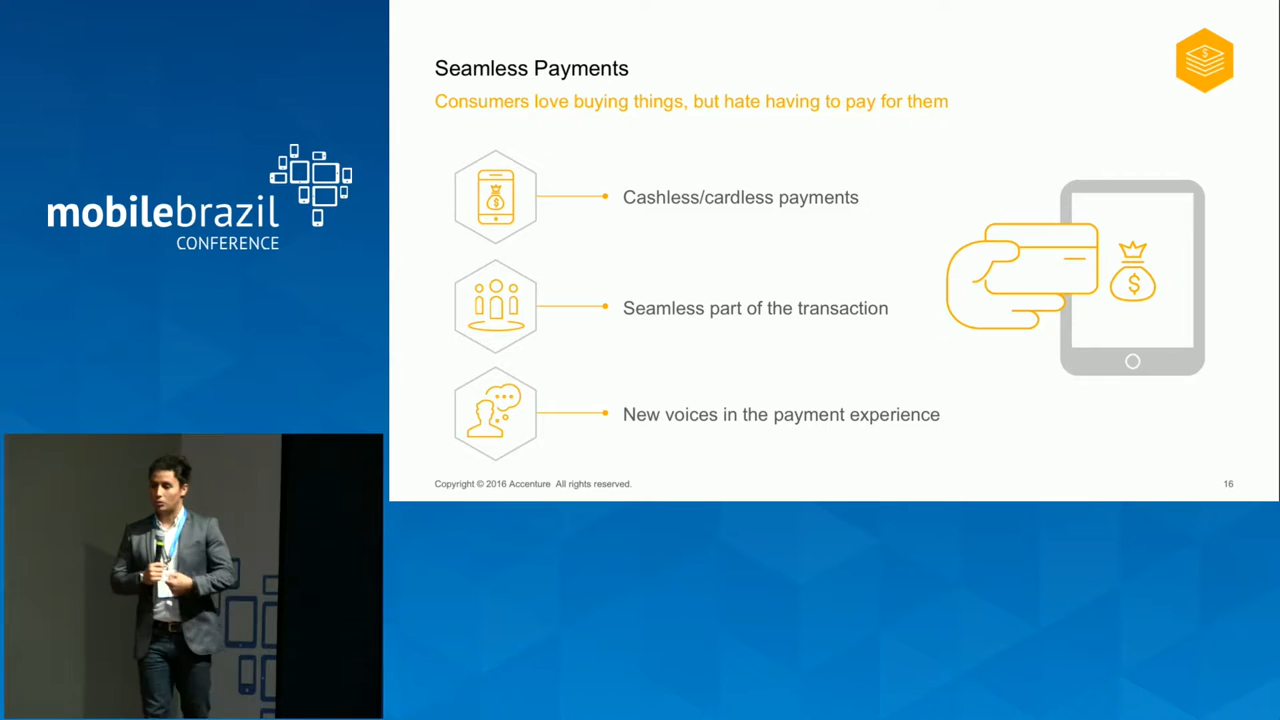 mobilebrazil
CONFERENCE
Seamless Payments
Consumers love buying things, but hate having to pay for them
Cashless/cardless payments
Seamless part of the transaction
New voices in the payment experience
Copyright © 2016 Accenture All rights reserved.
16